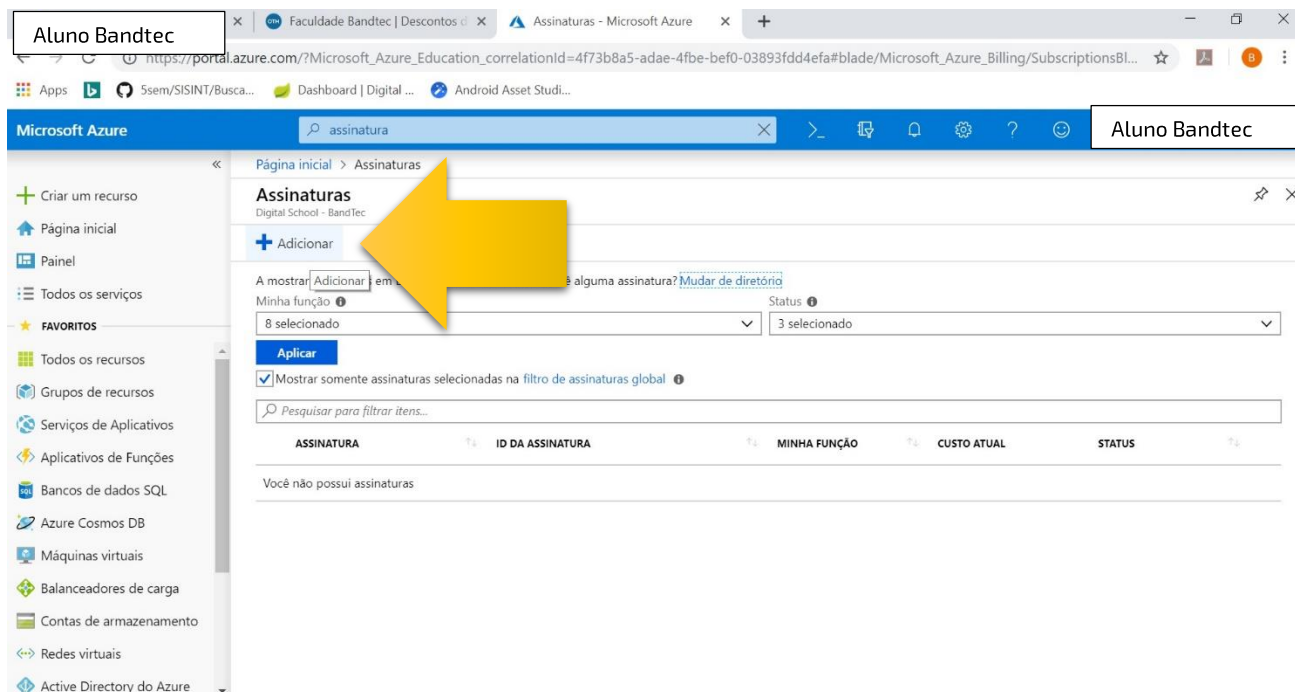 Aluno Bandtec
Faculdade Bandtec | Descontos d
Assinaturas - Microsoft Azure
https://portal.azure.com/?Microsoft_Azure_Education_correlationId=4f73b8a5-adae-4fbe-bef0-03893fdd4efa#blade/Microsoft_Azure_Billing/SubscriptionsBl...
B
Apps
5sem/SISINT/Busca...
Dashboard | Digital ...
Android Asset Studi...
Microsoft Azure
assinatura
Aluno Bandtec
Página inicial > Assinaturas
Criar um recurso
Página inicial
Painel
Todos os serviços
FAVORITOS
Todos os recursos
Grupos de recursos
Serviços de Aplicativos
Aplicativos de Funções
Bancos de dados SQL
Azure Cosmos DB
Máquinas virtuais
Balanceadores de carga
Contas de armazenamento
Redes virtuais
Active Directory do Azure
Assinaturas
Digital School - BandTec
Adicionar
A mostrar
Adicionar
em
alguma assinatura? Mudar de diretório
Minha função
8 selecionado
Status
3 selecionado
Aplicar
Mostrar somente assinaturas selecionadas na filtro de assinaturas global
Pesquisar para filtrar itens...
ASSINATURA ID DA ASSINATURA MINHA FUNÇÃO CUSTO ATUAL STATUS
Você não possui assinaturas